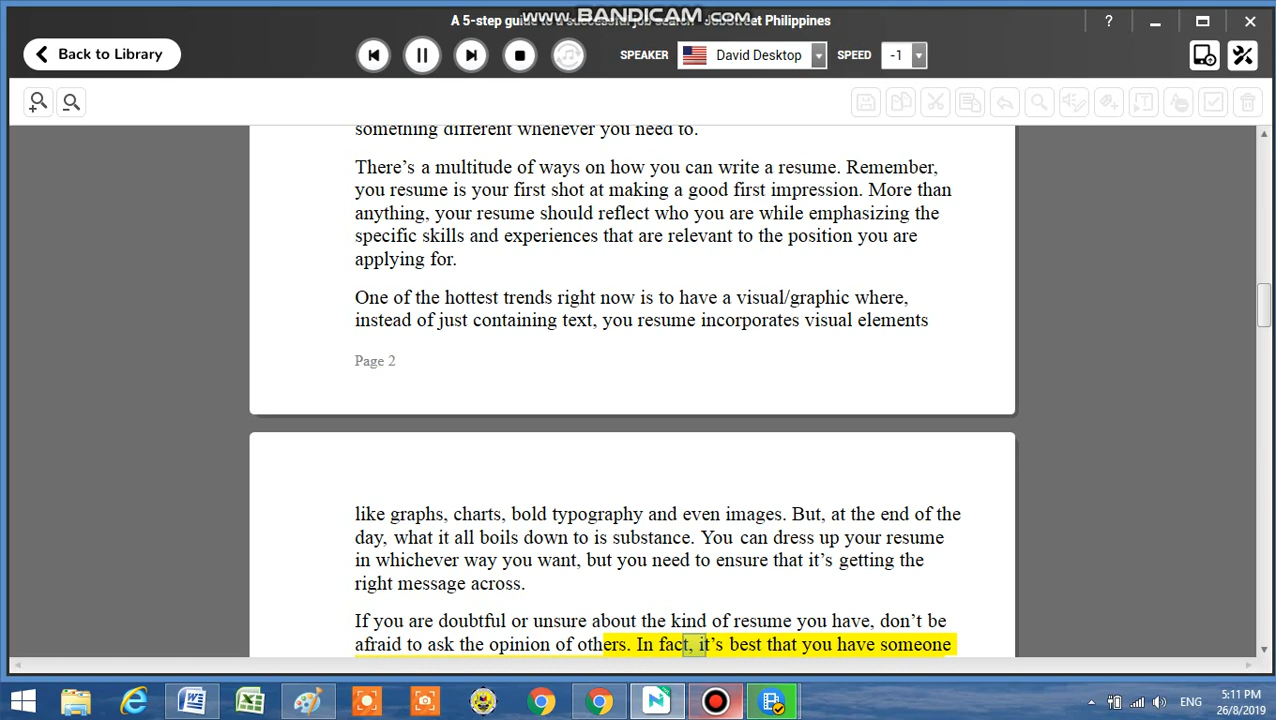 A 5-step guide to a successful job search - JobStreet Philippines
www.BANDICAM.com
Back to Library
SPEAKER
David Desktop
SPEED
-1
something different whenever you need to.
There’s a multitude of ways on how you can write a resume. Remember,
you resume is your first shot at making a good first impression. More than
anything, your resume should reflect who you are while emphasizing the
specific skills and experiences that are relevant to the position you are
applying for.
One of the hottest trends right now is to have a visual/graphic where,
instead of just containing text, you resume incorporates visual elements
Page 2
like graphs, charts, bold typography and even images. But, at the end of the
day, what it all boils down to is substance. You can dress up your resume
in whichever way you want, but you need to ensure that it’s getting the
right message across.
If you are doubtful or unsure about the kind of resume you have, don’t be
afraid to ask the opinion of others. In fact, it’s best that you have someone
ENG
5:11 PM
26/8/2019